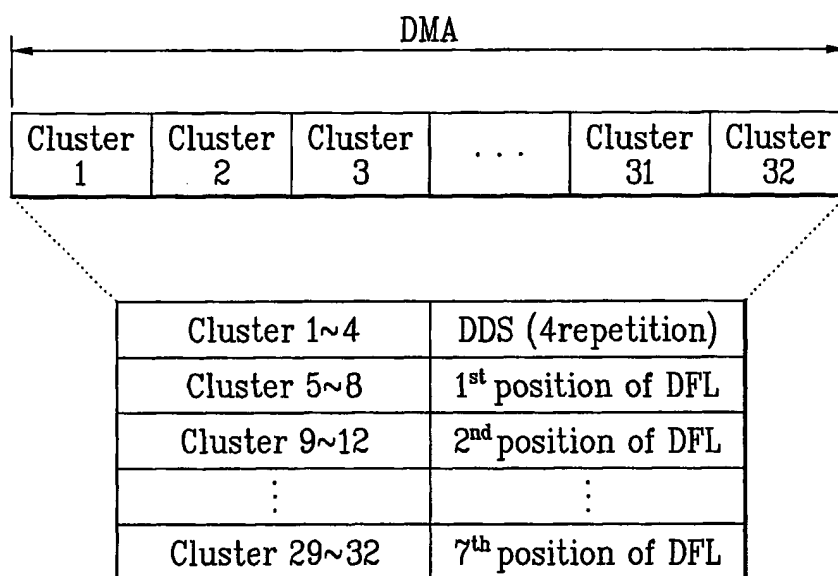 DMA
Cluster 1
Cluster 2
Cluster 3
. . .
Cluster 31
Cluster 32
Cluster 1~4 DDS (4repetition)
Cluster 5~8 1st position of DFL
Cluster 9~12 2nd position of DFL
⋮ ⋮
Cluster 29~32 7th position of DFL